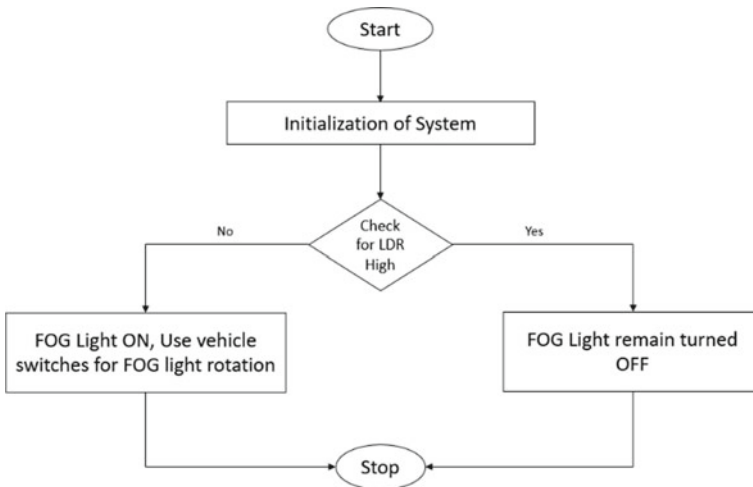 Start
Initialization of System
Check
for LDR
High
No
Yes
FOG Light ON, Use vehicle
switches for FOG light rotation
FOG Light remain turned
OFF
Stop